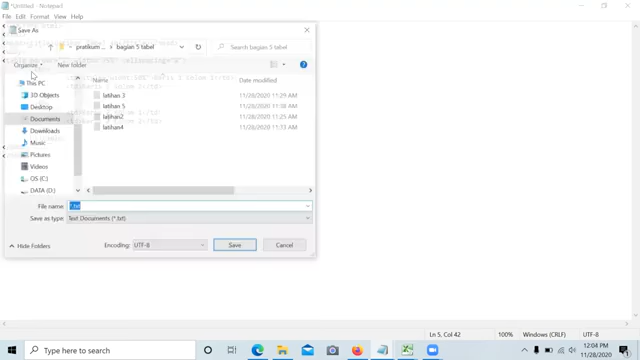 *Untitled - Notepad
File Edit Format View Help
Save As
pratikum ... > bagian 5 tabel
Search bagian 5 tabel
Organize New folder
This PC
3D Objects
Desktop
Documents
Downloads
Music
Pictures
Videos
OS (C:)
DATA (D:)
Name Date modified
latihan 3 11/28/2020 11:29 AM
latihan 5 11/28/2020 11:38 AM
latihan2 11/28/2020 11:25 AM
latihan4 11/28/2020 11:33 AM
File name: *.txt
Save as type: Text Documents (*.txt)
Hide Folders
Encoding: UTF-8
Save Cancel
Ln 5, Col 42 100% Windows (CRLF) UTF-8
Type here to search
12:04 PM
11/28/2020